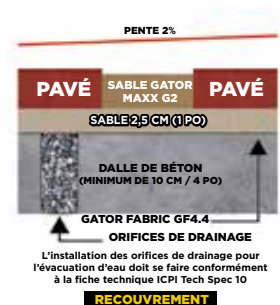 PENTE 2%
PAVÉ
SABLE GATOR
MAXX G2
PAVÉ
SABLE 2,5 CM (1 PO)
DALLE DE BÉTON
(MINIMUM DE 10 CM / 4 PO)
GATOR FABRIC GF4.4
ORIFICES DE DRAINAGE
L'installation des orifices de drainage pour
l'évacuation d'eau doit se faire conformément
à la fiche technique ICPI Tech Spec 10
RECOUVREMENT